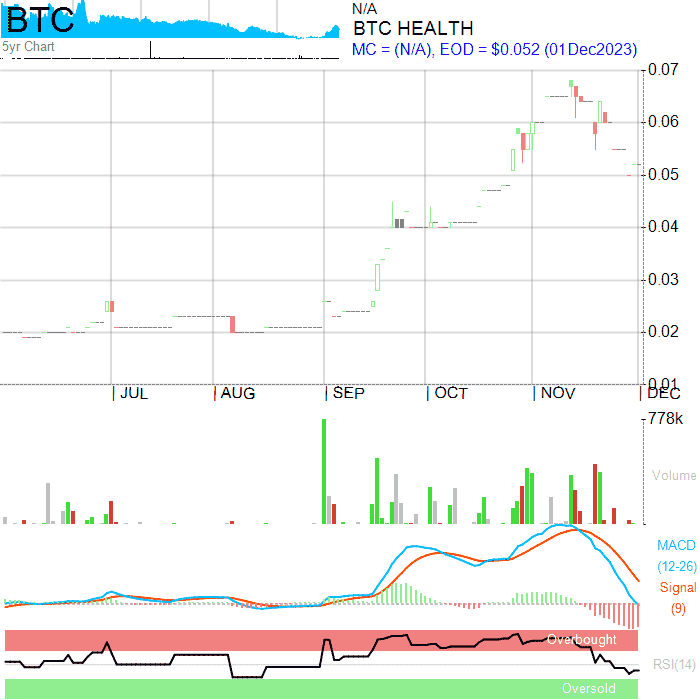 BTC
5yr Chart
N/A
BTC HEALTH
MC = (N/A), EOD = $0.052 (01Dec2023)
0.07
0.06
0.05
0.04
0.03
0.02
0.01
JUL AUG SEP OCT NOV DEC
778k
Volume
MACD
(12-26)
Signal
(9)
Overbought
RSI(14)
Oversold